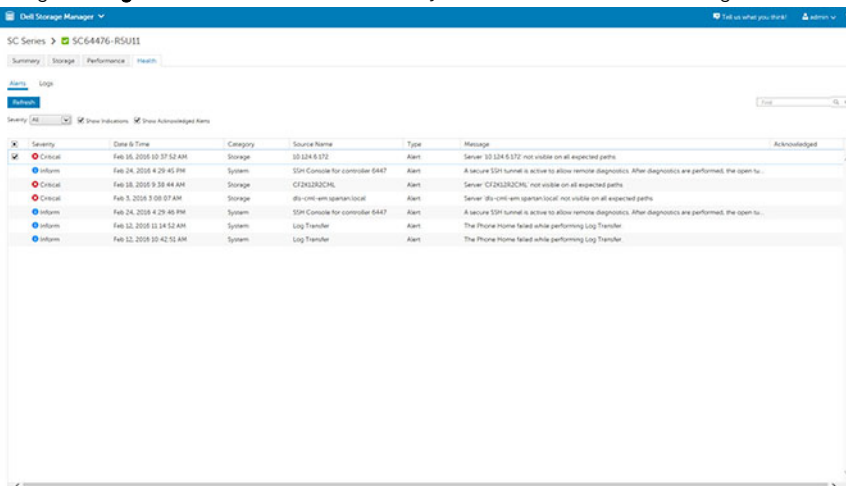 Dell Storage Manager
Tell us what you think! admin
SC Series > SC64476-R5U11
Summary Storage Performance Health
Alerts Logs
Refresh
Find
Severity All Show Indications Show Acknowledged Alerts
Severity Date & Time Category Source Name Type Message Acknowledged
Critical Feb 16, 2016 10:37:52 AM Storage 10.124.6.172 Alert Server '10.124.6.172' not visible on all expected paths
Inform Feb 24, 2016 4:29:45 PM System SSH Console for controller 6447 Alert A secure SSH tunnel is active to allow remote diagnostics. After diagnostics are performed, the open tu...
Critical Feb 18, 2016 9:38:44 AM Storage CF2K12R2CML Alert Server 'CF2K12R2CML' not visible on all expected paths
Critical Feb 3, 2016 3:08:07 AM Storage dls-cml-em.spartan.local Alert Server 'dls-cml-em.spartan.local' not visible on all expected paths
Inform Feb 24, 2016 4:29:46 PM System SSH Console for controller 6447 Alert A secure SSH tunnel is active to allow remote diagnostics. After diagnostics are performed, the open tu...
Inform Feb 12, 2016 11:14:52 AM System Log Transfer Alert The Phone Home failed while performing Log Transfer.
Inform Feb 12, 2016 10:42:51 AM System Log Transfer Alert The Phone Home failed while performing Log Transfer.